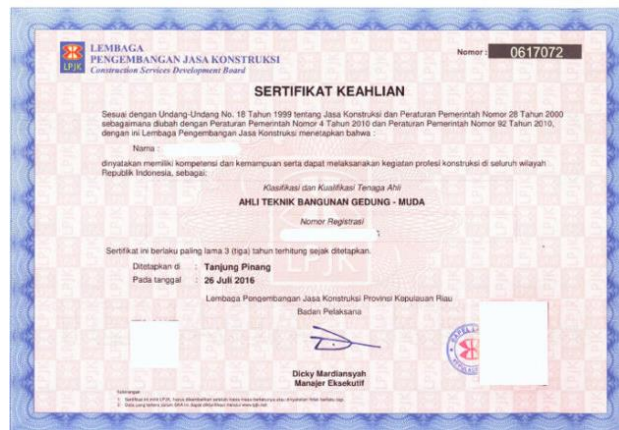 LPJK
LEMBAGA
PENGEMBANGAN JASA KONSTRUKSI
Construction Services Development Board
Nomor : 0617072
SERTIFIKAT KEAHLIAN
Sesuai dengan Undang-Undang No. 18 Tahun 1999 tentang Jasa Konstruksi dan Peraturan Pemerintah Nomor 28 Tahun 2000
sebagaimana diubah dengan Peraturan Pemerintah Nomor 4 Tahun 2010 dan Peraturan Pemerintah Nomor 92 Tahun 2010,
dengan ini Lembaga Pengembangan Jasa Konstruksi menetapkan bahwa :
Nama :
dinyatakan memiliki kompetensi dan kemampuan serta dapat melaksanakan kegiatan profesi konstruksi di seluruh wilayah
Republik Indonesia, sebagai:
Klasifikasi dan Kualifikasi Tenaga Ahli
AHLI TEKNIK BANGUNAN GEDUNG - MUDA
Nomor Registrasi
Sertifikat ini berlaku paling lama 3 (tiga) tahun terhitung sejak ditetapkan.
Ditetapkan di : Tanjung Pinang
Pada tanggal : 26 Juli 2016
Lembaga Pengembangan Jasa Konstruksi Provinsi Kepulauan Riau
Badan Pelaksana
Dicky Mardiansyah
Manajer Eksekutif